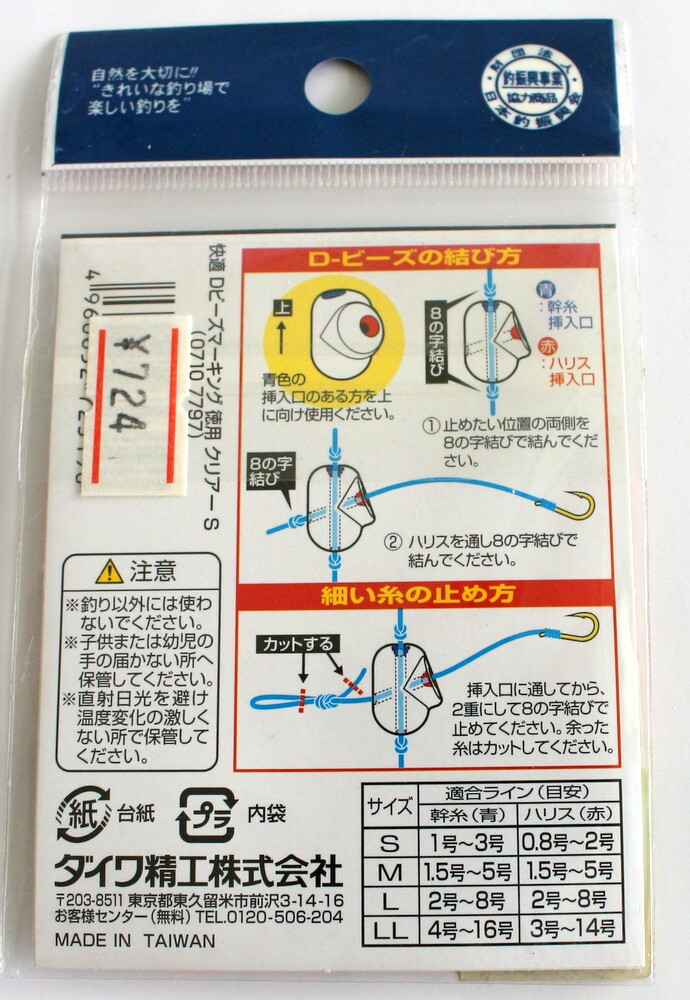 自然を大切に!!
"きれいな釣り場で
楽しい釣りを"
財団法人・日本釣振興会
釣振興事業
協力商品
快適 Dビーズマーキング 徳用 クリアー S
(0710-7797)
¥724
D-ビーズの結び方
上
青色の
挿入口のある方を上
に向け使用ください。
8の字結び
青
:幹糸
挿入口
赤
:ハリス
挿入口
①止めたい位置の両側を
8の字結びで結んでくだ
さい。
8の字
結び
② ハリスを通し8の字結びで
結んでください。
細い糸の止め方
カットする
挿入口に通してから、
2重にして8の字結びで
止めてください。余った
糸はカットしてください。
注意
※釣り以外には使わ
ないでください。
※子供または幼児の
手の届かない所へ
保管してください。
※直射日光を避け
温度変化の激しく
ない所で保管して
ください。
紙 台紙 プラ 内袋
ダイワ精工株式会社
〒203-8511 東京都東久留米市前沢3-14-16
お客様センター(無料) TEL.0120-506-204
MADE IN TAIWAN
サイズ 適合ライン(目安)
幹糸(青) ハリス(赤)
S 1号〜3号 0.8号〜2号
M 1.5号〜5号 1.5号〜5号
L 2号〜8号 2号〜8号
LL 4号〜16号 3号〜14号